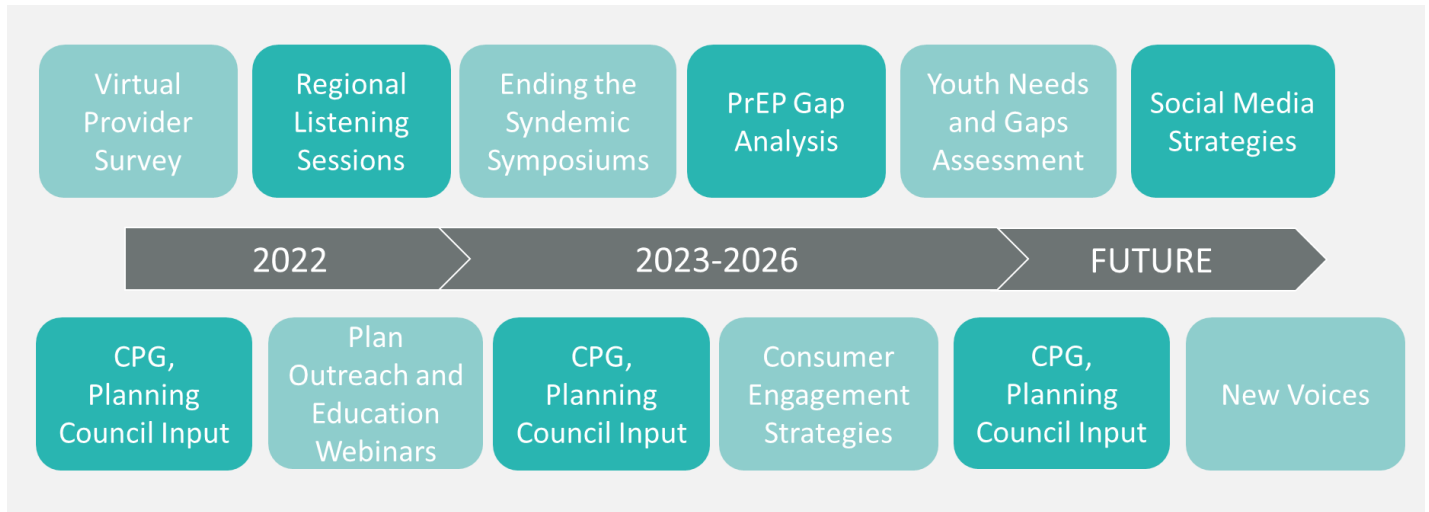 Virtual
Provider
Survey
Regional
Listening
Sessions
Ending the
Syndemic
Symposiums
PrEP Gap
Analysis
Youth Needs
and Gaps
Assessment
Social Media
Strategies
2022
2023-2026
FUTURE
CPG,
Planning
Council Input
Plan
Outreach and
Education
Webinars
CPG,
Planning
Council Input
Consumer
Engagement
Strategies
CPG,
Planning
Council Input
New Voices